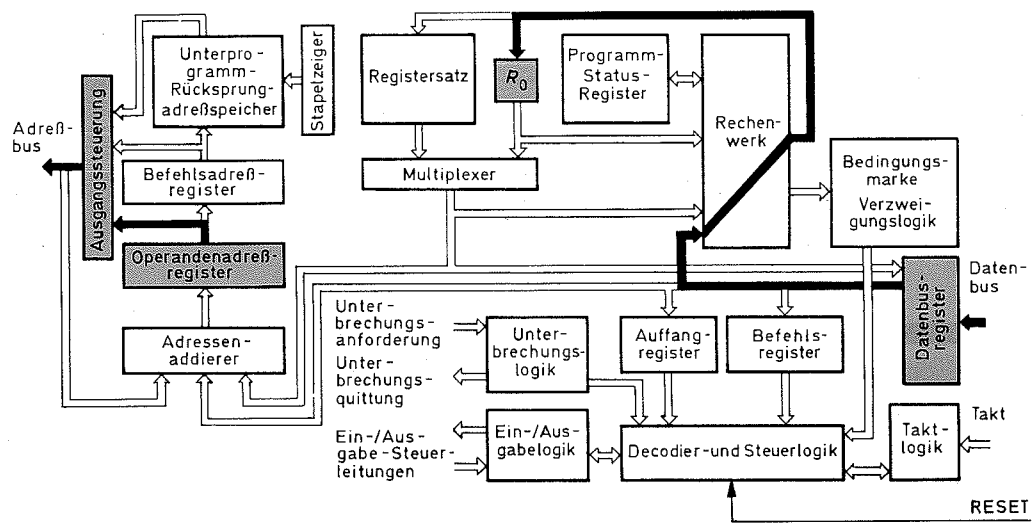 Adreß-
bus
Ausgangssteuerung
Unterpro-
gramm-
Rücksprung-
adreßspeicher
Stapelzeiger
Befehlsadreß-
register
Operandenadreß-
register
Adressen-
addierer
Registersatz
R0
Multiplexer
Programm-
Status-
Register
Rechen-
werk
Bedingungs-
marke
Verzwei-
gungslogik
Daten-
bus
Datenbus-
register
Unter-
brechungs-
anforderung
Unter-
brechungs-
quittung
Unter-
brechungs-
logik
Auffang-
register
Befehls-
register
Ein-/Aus-
gabe-Steuer-
leitungen
Ein-/Aus-
gabelogik
Decodier-und Steuerlogik
Takt-
logik
Takt
RESET